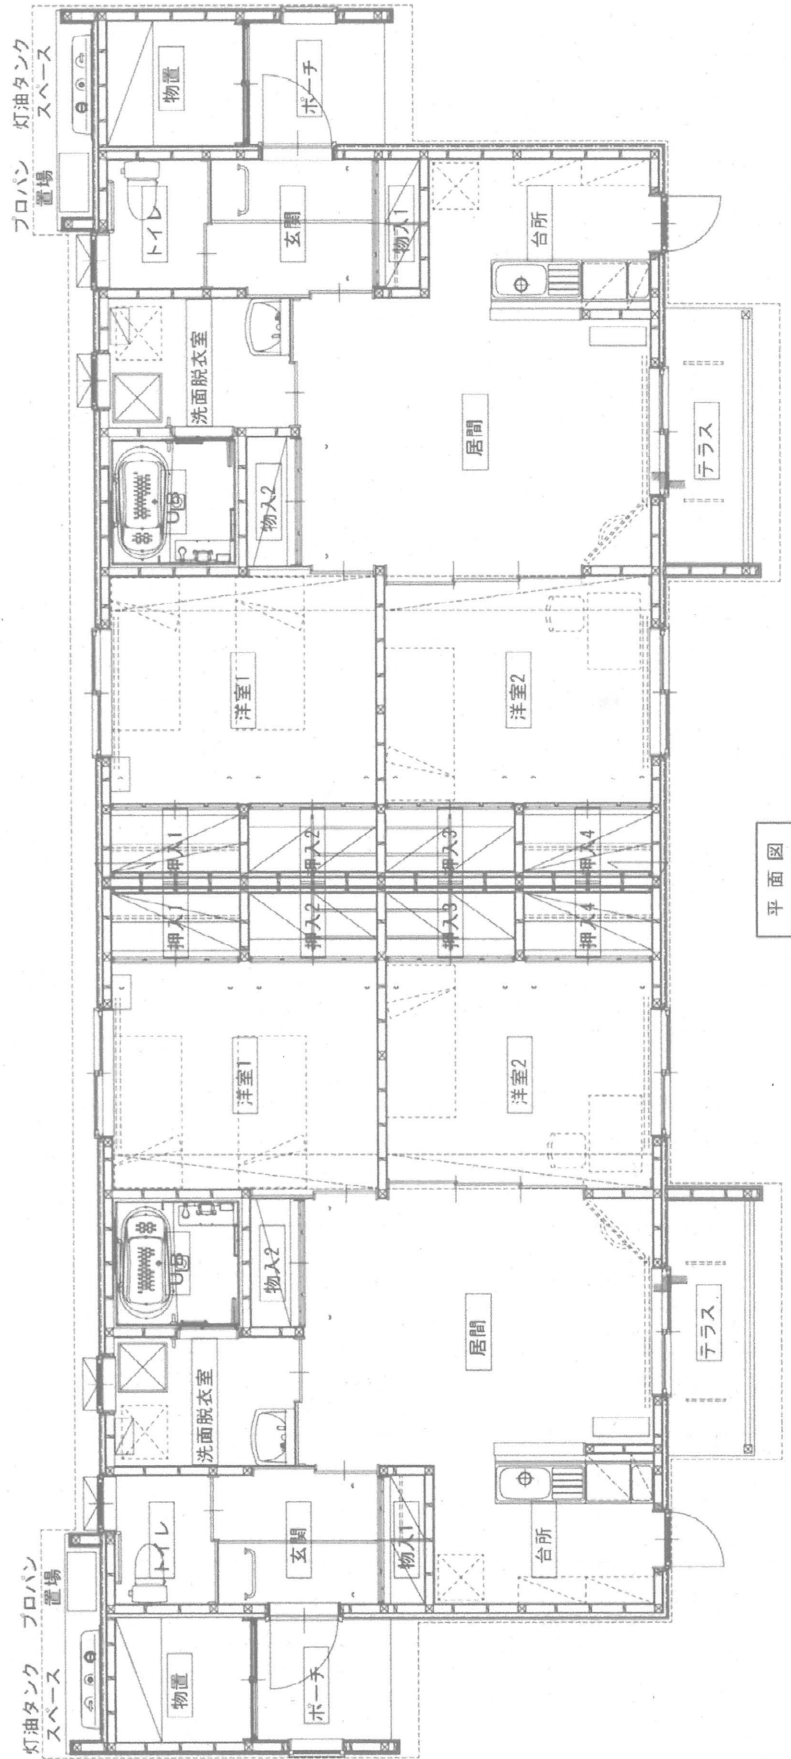 プロパン
置場
灯油タンク
スペース
物置
ポーチ
トイレ
玄関
物入1
台所
洗面脱衣室
UB
物入2
居間
テラス
洋室1
洋室2
押入1
押入2
押入3
押入4
押入1
押入2
押入3
押入4
洋室1
洋室2
UB
物入2
居間
テラス
洗面脱衣室
トイレ
玄関
物入1
台所
物置
ポーチ
灯油タンク
スペース
プロパン
置場
平面図